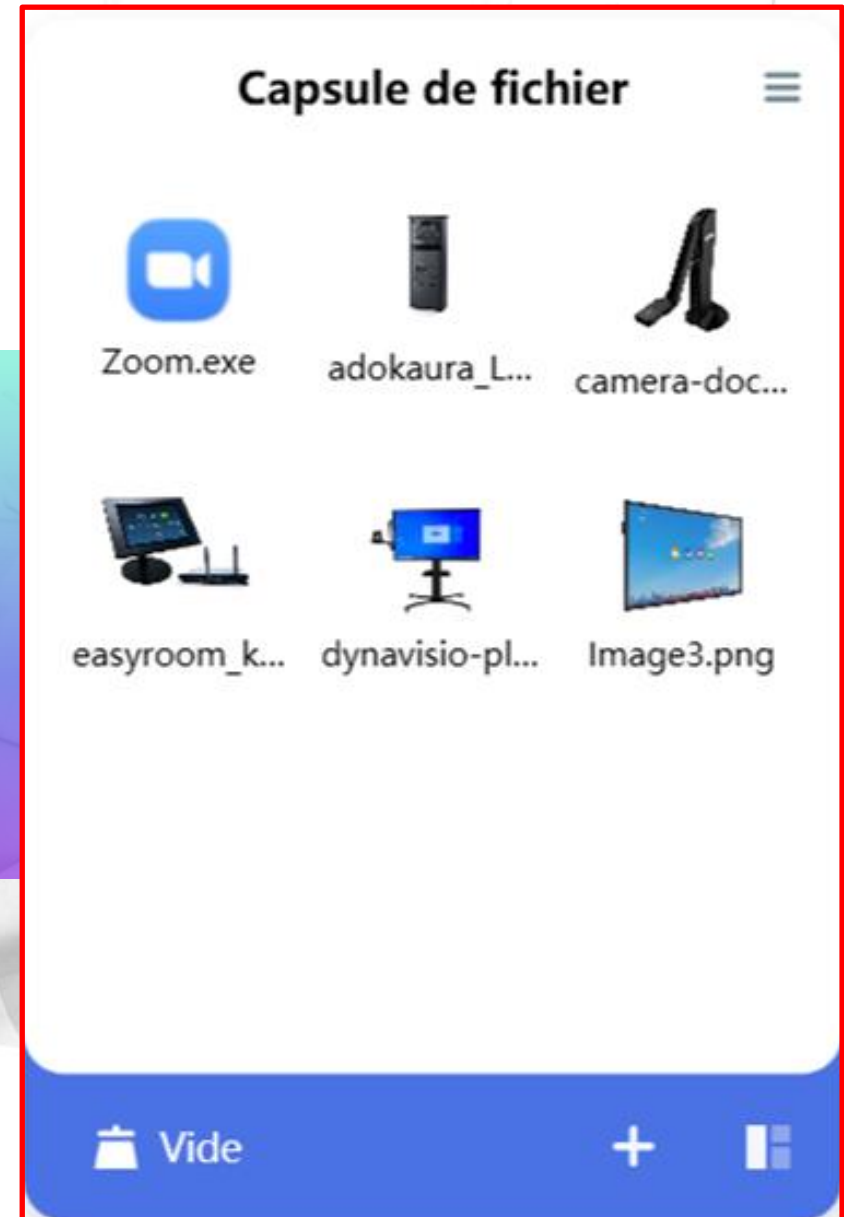 Capsule de fichier
Zoom.exe
adokaura_L...
camera-doc...
easyroom_k...
dynavisio-pl...
Image3.png
Vide